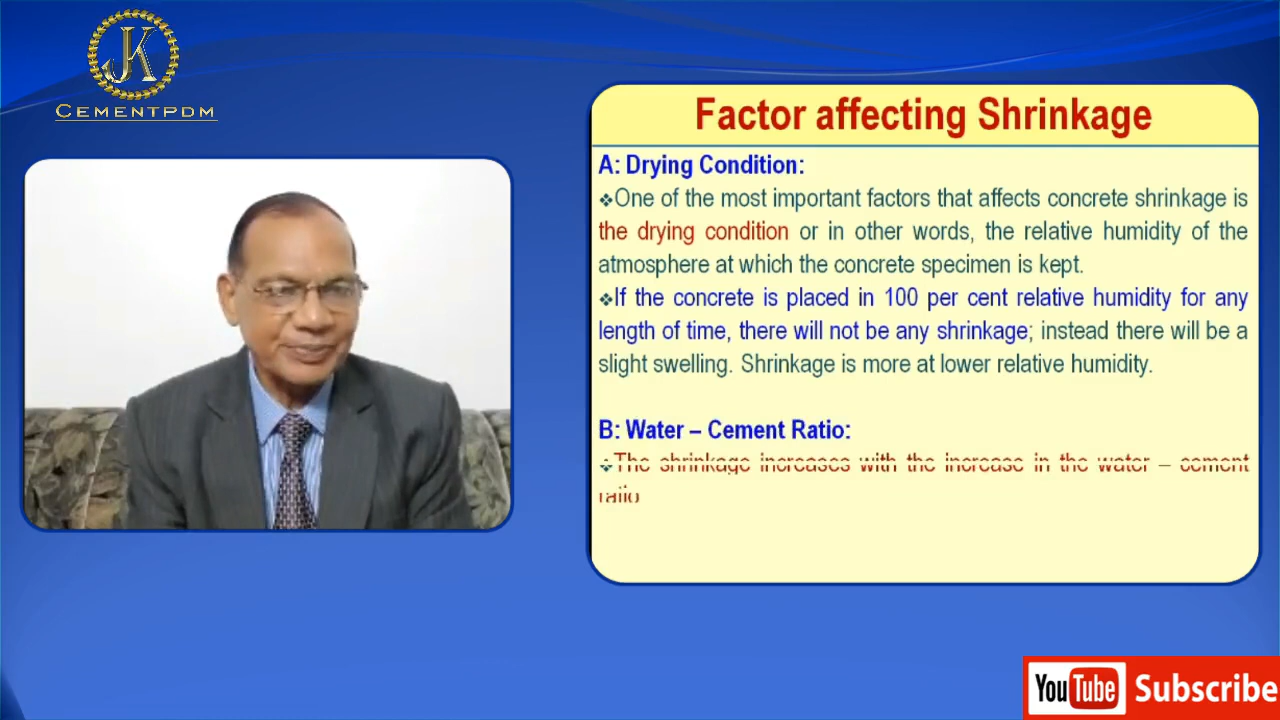 JK
CEMENTPDM
Factor affecting Shrinkage
A: Drying Condition:
❖One of the most important factors that affects concrete shrinkage is
the drying condition or in other words, the relative humidity of the
atmosphere at which the concrete specimen is kept.
❖If the concrete is placed in 100 per cent relative humidity for any
length of time, there will not be any shrinkage; instead there will be a
slight swelling. Shrinkage is more at lower relative humidity.
B: Water – Cement Ratio:
❖The shrinkage increases with the increase in the water – cement
ratio
YouTube Subscribe